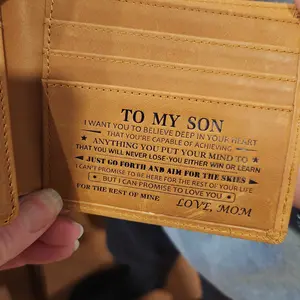 TO MY SON
I WANT YOU TO BELIEVE DEEP IN YOUR HEART
THAT YOU'RE CAPABLE OF ACHIEVING
ANYTHING YOU PUT YOUR MIND TO
THAT YOU WILL NEVER LOSE-YOU EITHER WIN OR LEARN
JUST GO FORTH AND AIM FOR THE SKIES
I CAN'T PROMISE TO BE HERE FOR THE REST OF YOUR LIFE
BUT I CAN PROMISE TO LOVE YOU
FOR THE REST OF MINE
LOVE, MOM